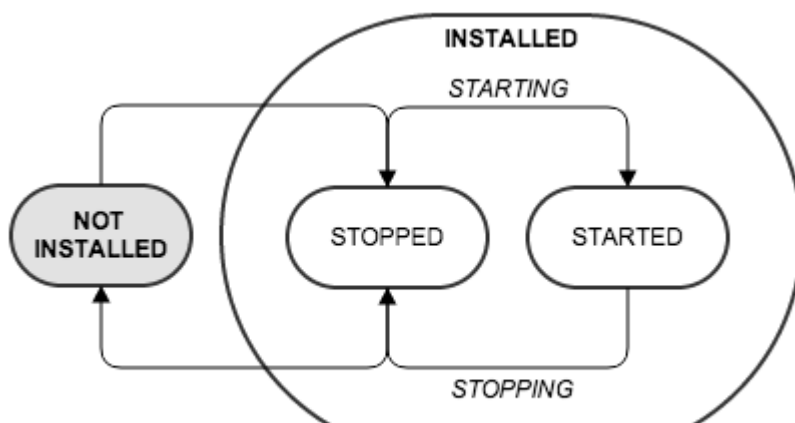 INSTALLED
STARTING
NOT
INSTALLED
STOPPED
STARTED
STOPPING